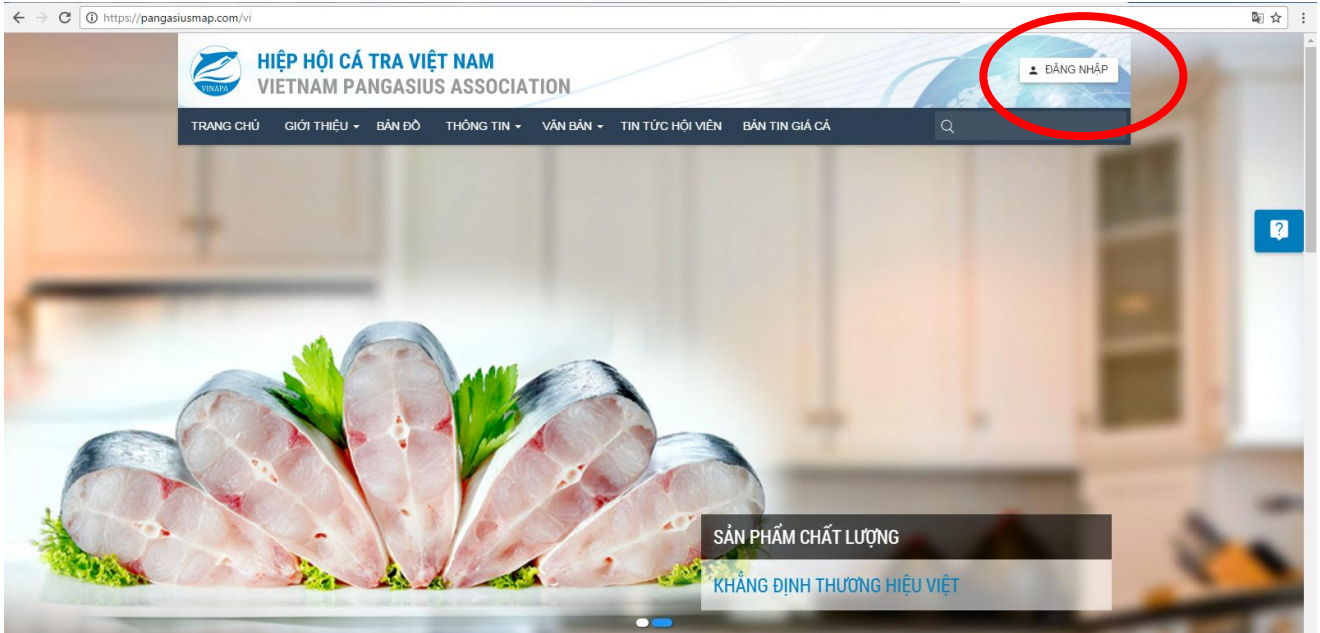 https://pangasiusmap.com/vi
HIỆP HỘI CÁ TRA VIỆT NAM
VIETNAM PANGASIUS ASSOCIATION
VINAPA
ĐĂNG NHẬP
TRANG CHỦ GIỚI THIỆU BẢN ĐỒ THÔNG TIN VĂN BẢN TIN TỨC HỘI VIÊN BẢN TIN GIÁ CẢ
SẢN PHẨM CHẤT LƯỢNG
KHẲNG ĐỊNH THƯƠNG HIỆU VIỆT